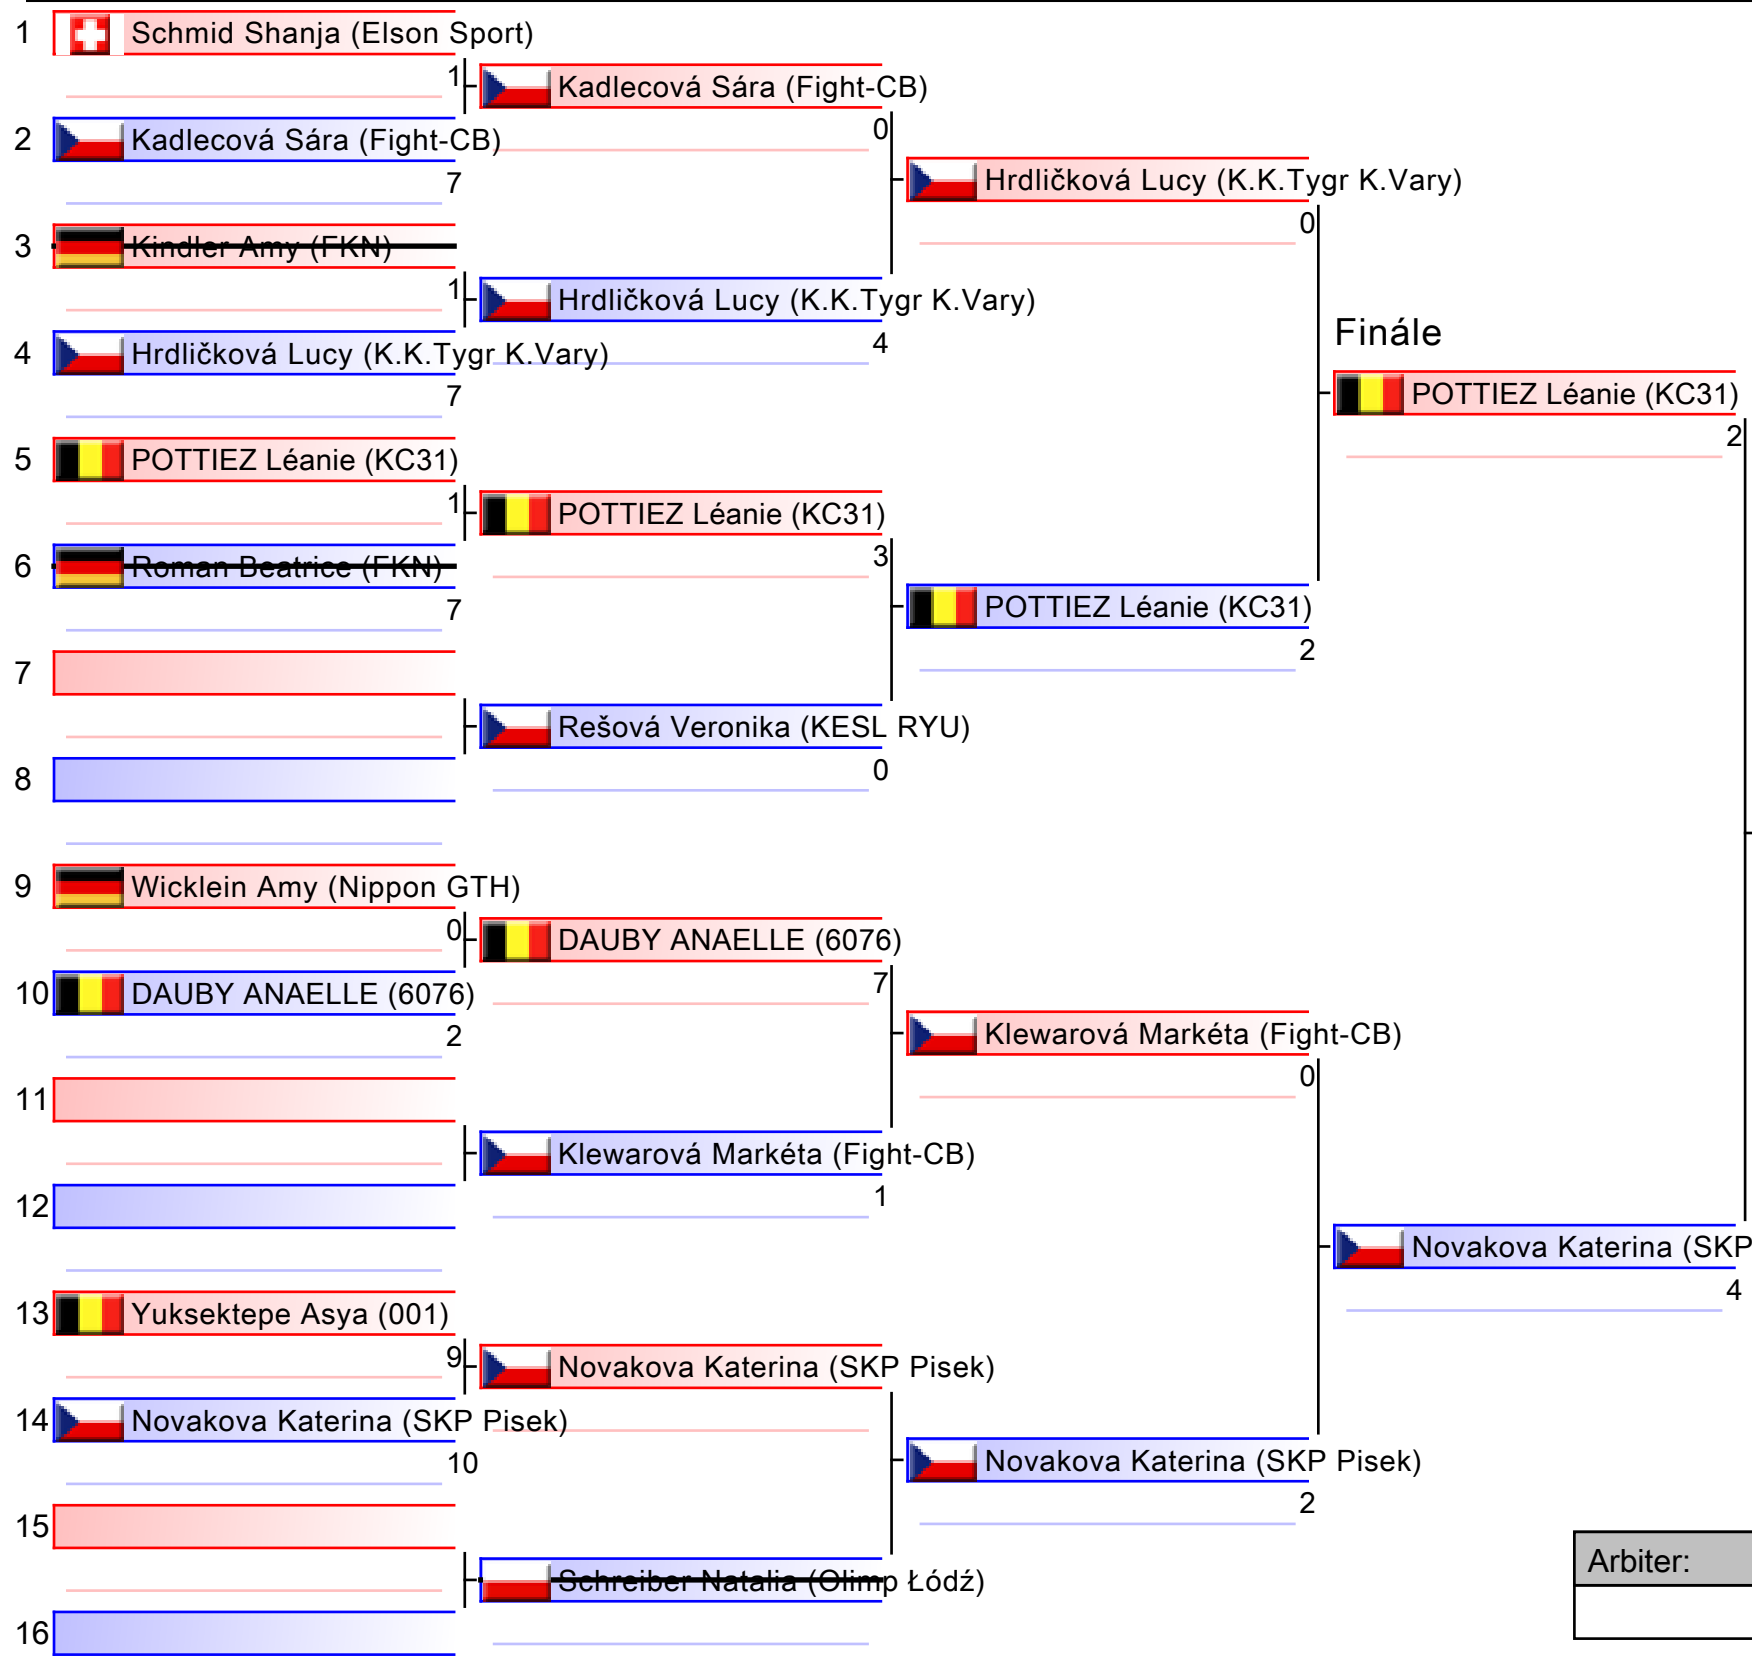 1 Schmid Shanja (Elson Sport)
1
Kadlecová Sára (Fight-CB)
0
2 Kadlecová Sára (Fight-CB)
7
Hrdličková Lucy (K.K.Tygr K.Vary)
0
3 Kindler Amy (FKN)
1
Hrdličková Lucy (K.K.Tygr K.Vary)
4
4 Hrdličková Lucy (K.K.Tygr K.Vary)
7
Finále
POTTIEZ Léanie (KC31)
2
5 POTTIEZ Léanie (KC31)
1
POTTIEZ Léanie (KC31)
3
6 Roman Beatrice (FKN)
7
POTTIEZ Léanie (KC31)
2
7
Rešová Veronika (KESL RYU)
0
8
9 Wicklein Amy (Nippon GTH)
0
DAUBY ANAELLE (6076)
7
10 DAUBY ANAELLE (6076)
2
Klewarová Markéta (Fight-CB)
0
11
Klewarová Markéta (Fight-CB)
1
12
Novakova Katerina (SKP
4
13 Yuksektepe Asya (001)
9
Novakova Katerina (SKP Pisek)
14 Novakova Katerina (SKP Pisek)
10
Novakova Katerina (SKP Pisek)
2
15
Schreiber Natalia (Olimp Łódź)
16
Arbiter: